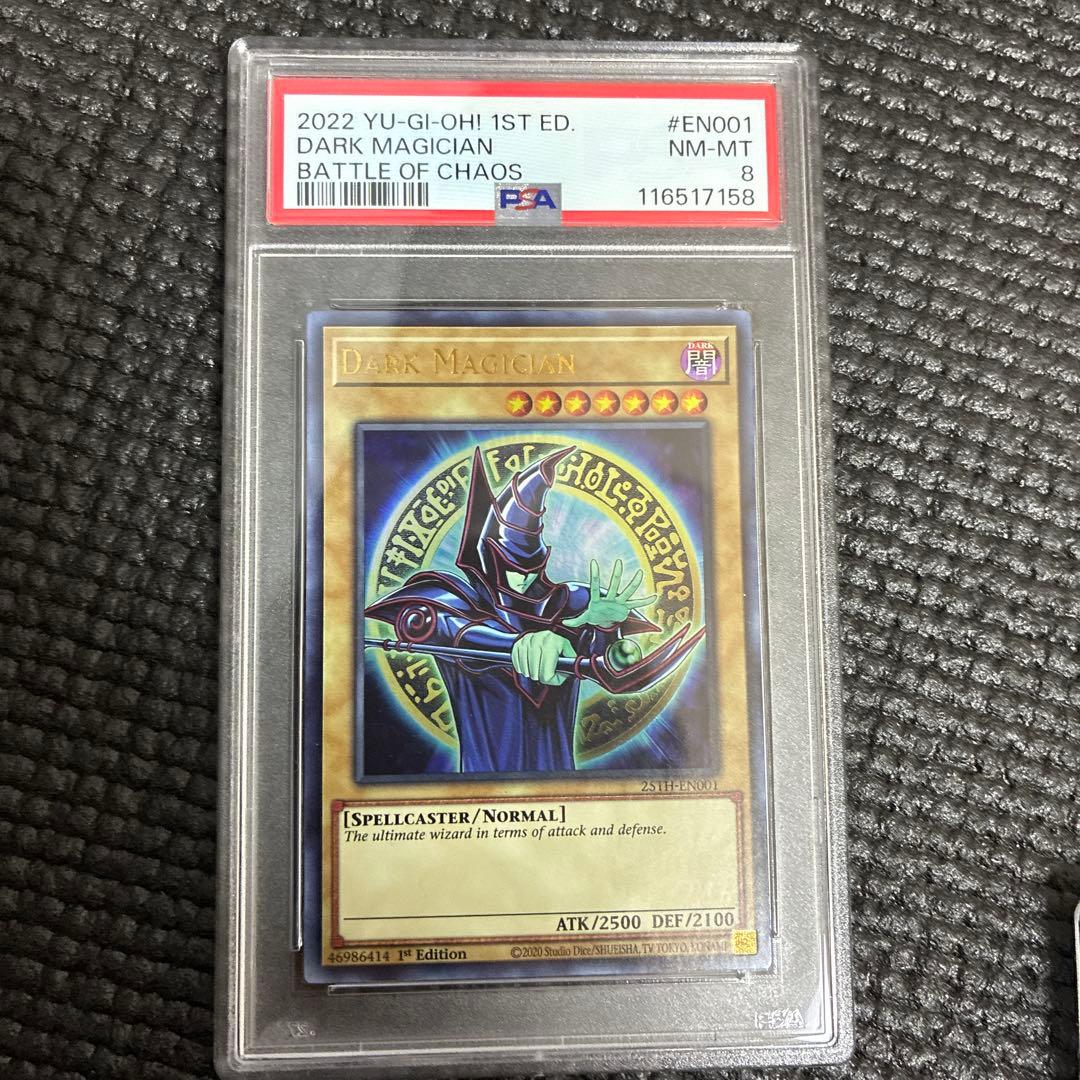 2022 YU-GI-OH! 1ST ED. #EN001
DARK MAGICIAN NM-MT
BATTLE OF CHAOS 8
PSA 116517158
DARK MAGICIAN
DARK
闇
25TH-EN001
[SPELLCASTER/NORMAL]
The ultimate wizard in terms of attack and defense.
ATK/2500 DEF/2100
46986414 1st Edition ©2020 Studio Dice/SHUEISHA, TV TOKYO, KONAMI
PSA